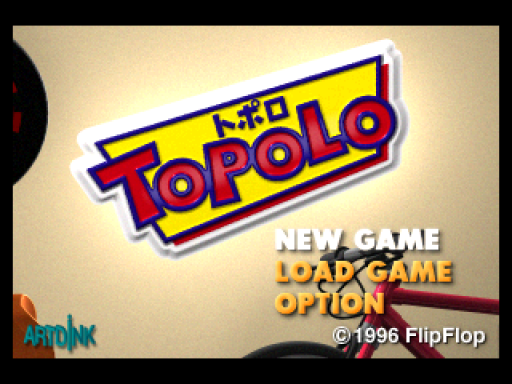 トポロ
TOPOLO
NEW GAME
LOAD GAME
OPTION
ARTDINK
©1996 FlipFlop